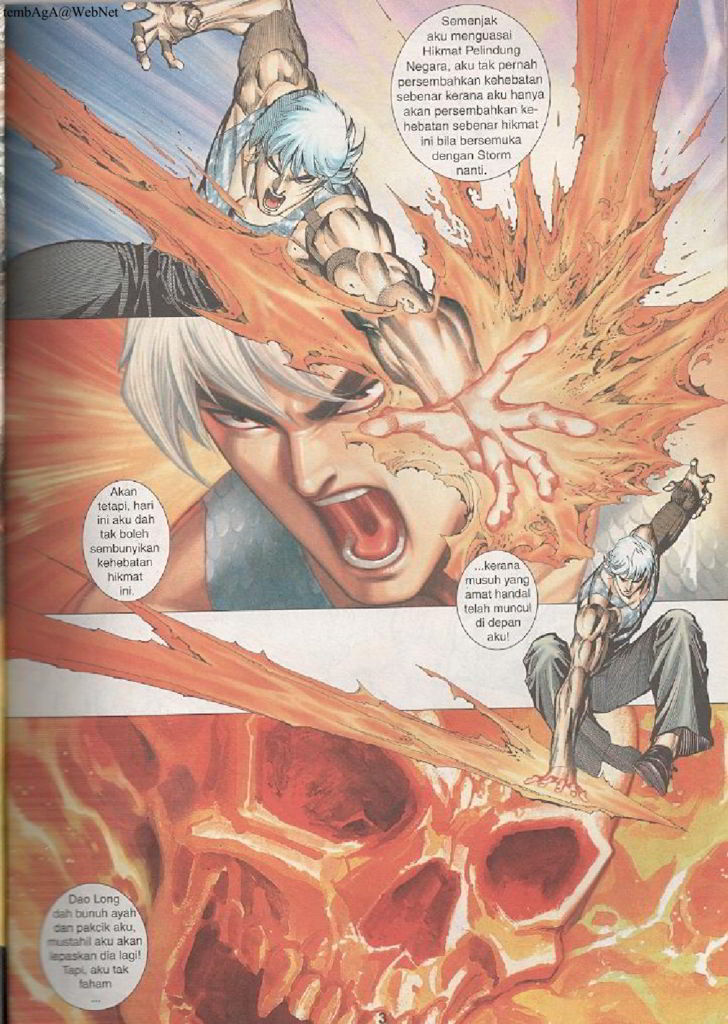 tembAgA@WebNet
Semenjak
aku menguasai
Hikmat Pelindung
Negara, aku tak pernah
persembahkan kehebatan
sebenar kerana aku hanya
akan persembahkan ke-
hebatan sebenar hikmat
ini bila bersemuka
dengan Storm
nanti.
Akan
tetapi, hari
ini aku dah
tak boleh
sembunyikan
kehebatan
hikmat
ini.
...kerana
musuh yang
amat handal
telah muncul
di depan
aku!
Dao Long
dah bunuh ayah
dan pakcik aku,
mustahil aku akan
lepaskan dia lagi!
Tapi, aku tak
faham
...
3